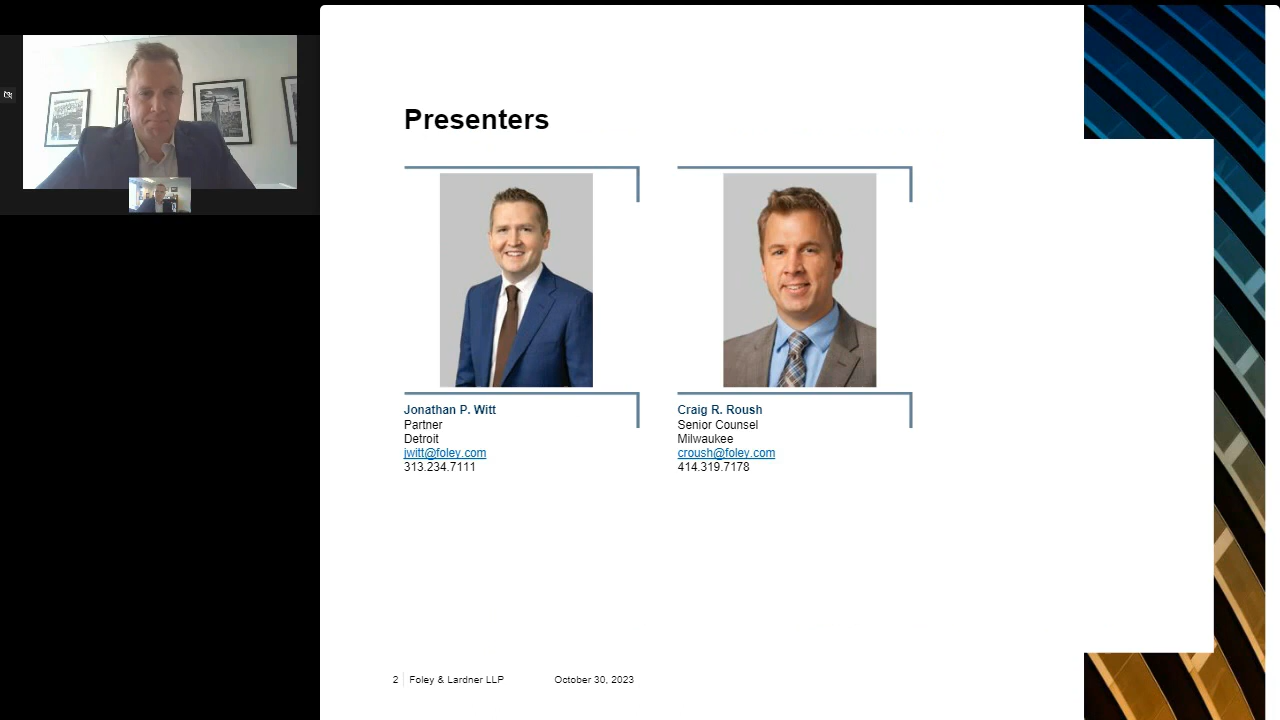 Presenters
Jonathan P. Witt
Partner
Detroit
jwitt@foley.com
313.234.7111
Craig R. Roush
Senior Counsel
Milwaukee
croush@foley.com
414.319.7178
2 Foley & Lardner LLP October 30, 2023